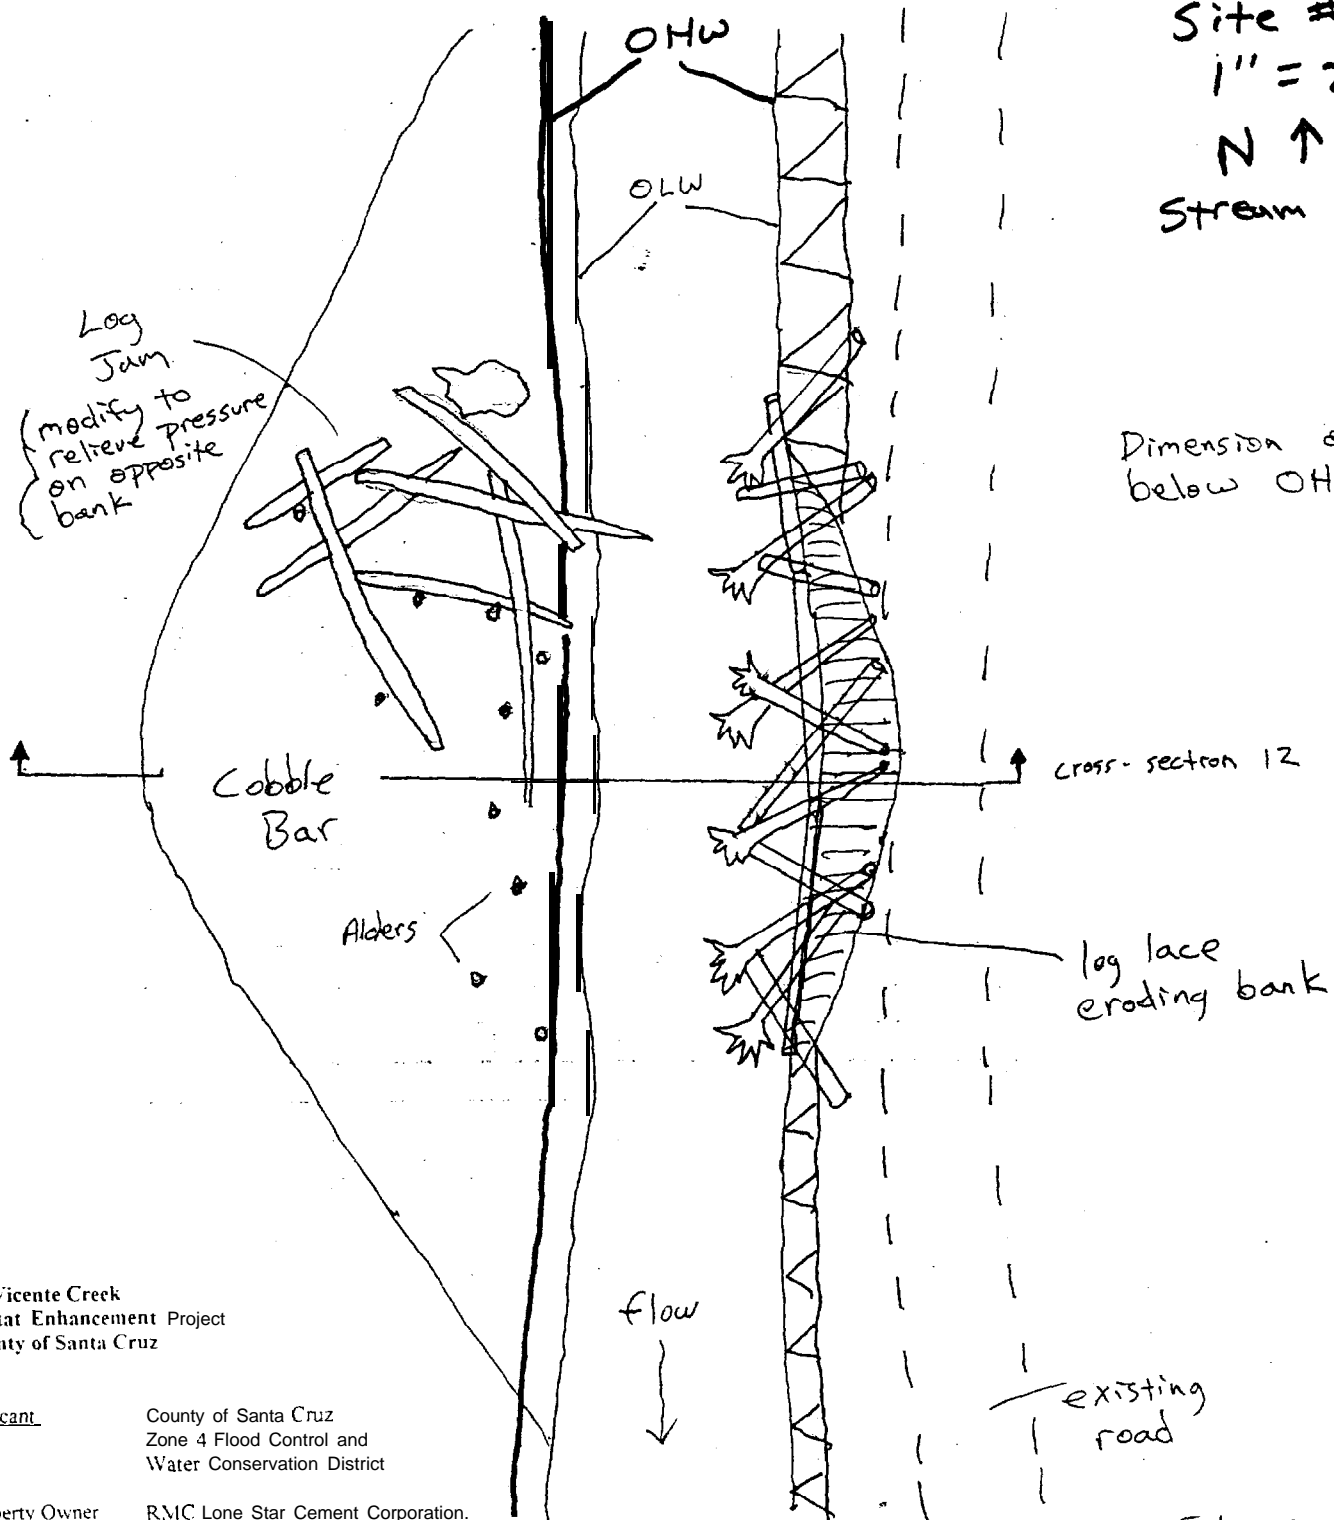 OHW
Site #
1" =
N ↑
Stream
OLW
Log
Jam
(modify to
relieve pressure
on opposite
bank
Dimension
below OH
cross-section 12
Cobble
Bar
Alders
log lace
eroding bank
flow
existing
road
Vicente Creek
tat Enhancement Project
nty of Santa Cruz
cant
County of Santa Cruz
Zone 4 Flood Control and
Water Conservation District
perty Owner
RMC Lone Star Cement Corporation.